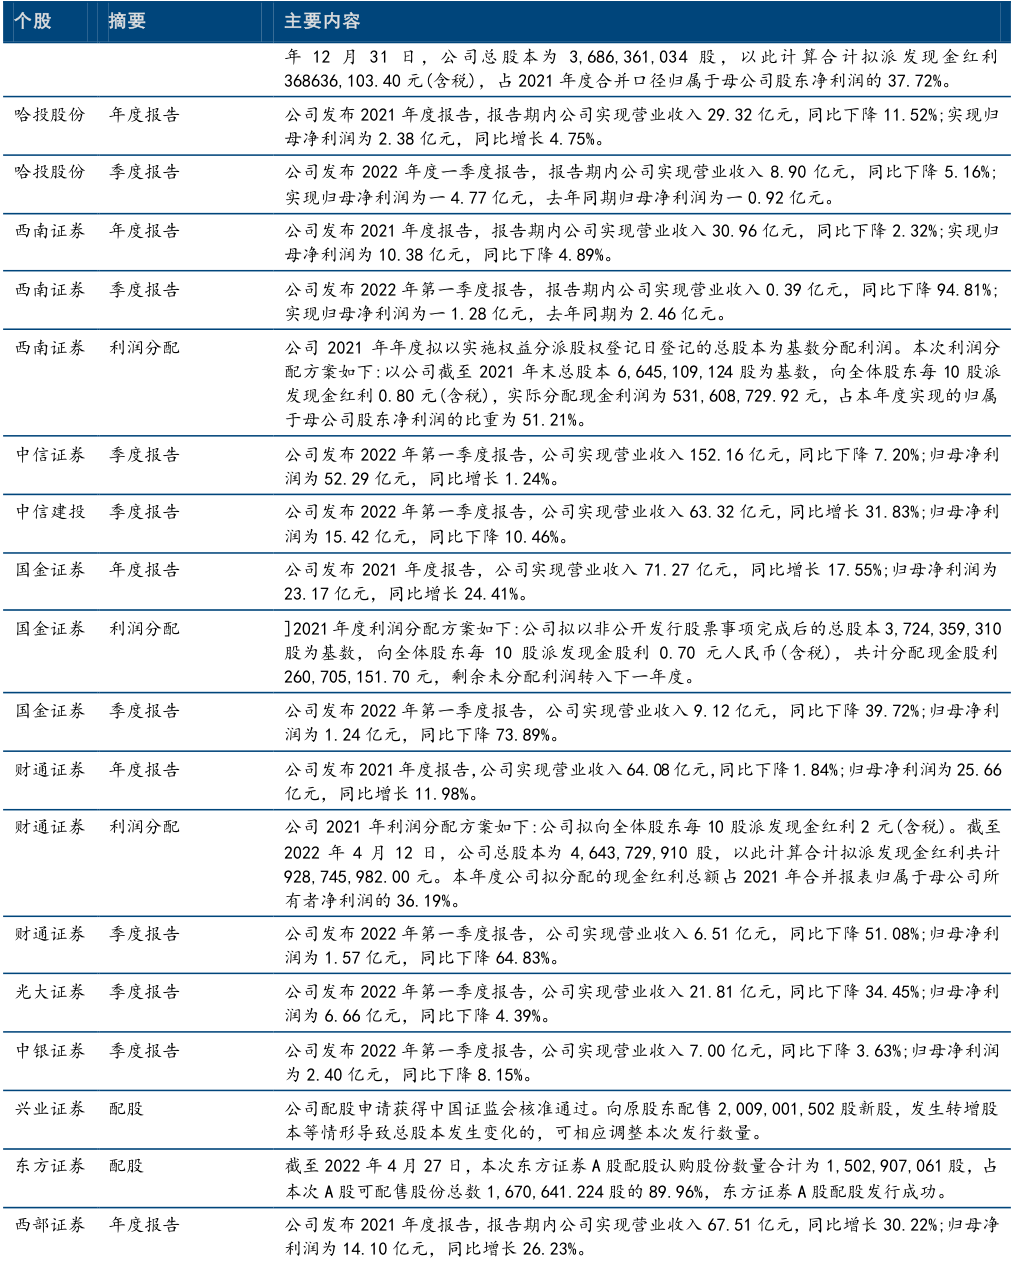 个股 摘要 主要内容
年 12 月 31 日，公司总股本为 3,686,361,034 股，以此计算合计拟派发现金红利
368636,103.40 元(含税)，占 2021 年度合并口径归属于母公司股东净利润的 37.72%。
哈投股份 年度报告 公司发布 2021 年度报告，报告期内公司实现营业收入 29.32 亿元，同比下降 11.52%;实现归
母净利润为 2.38 亿元，同比增长 4.75%。
哈投股份 季度报告 公司发布 2022 年度一季度报告，报告期内公司实现营业收入 8.90 亿元，同比下降 5.16%;
实现归母净利润为一 4.77 亿元，去年同期归母净利润为一 0.92 亿元。
西南证券 年度报告 公司发布 2021 年度报告，报告期内公司实现营业收入 30.96 亿元，同比下降 2.32%;实现归
母净利润为 10.38 亿元，同比下降 4.89%。
西南证券 季度报告 公司发布 2022 年第一季度报告，报告期内公司实现营业收入 0.39 亿元，同比下降 94.81%;
实现归母净利润为一 1.28 亿元，去年同期为 2.46 亿元。
西南证券 利润分配 公司 2021 年年度拟以实施权益分派股权登记日登记的总股本为基数分配利润。本次利润分
配方案如下:以公司截至 2021 年末总股本 6,645,109,124 股为基数，向全体股东每 10 股派
发现金红利 0.80 元(含税)，实际分配现金利润为 531,608,729.92 元，占本年度实现的归属
于母公司股东净利润的比重为 51.21%。
中信证券 季度报告 公司发布 2022 年第一季度报告，公司实现营业收入 152.16 亿元，同比下降 7.20%;归母净利
润为 52.29 亿元，同比增长 1.24%。
中信建投 季度报告 公司发布 2022 年第一季度报告，公司实现营业收入 63.32 亿元，同比增长 31.83%;归母净利
润为 15.42 亿元，同比下降 10.46%。
国金证券 年度报告 公司发布 2021 年度报告，公司实现营业收入 71.27 亿元，同比增长 17.55%;归母净利润为
23.17 亿元，同比增长 24.41%。
国金证券 利润分配 ]2021 年度利润分配方案如下:公司拟以非公开发行股票事项完成后的总股本 3,724,359,310
股为基数，向全体股东每 10 股派发现金股利 0.70 元人民币(含税)，共计分配现金股利
260,705,151.70 元，剩余未分配利润转入下一年度。
国金证券 季度报告 公司发布 2022 年第一季度报告，公司实现营业收入 9.12 亿元，同比下降 39.72%;归母净利
润为 1.24 亿元，同比下降 73.89%。
财通证券 年度报告 公司发布 2021 年度报告，公司实现营业收入 64.08 亿元，同比下降 1.84%;归母净利润为 25.66
亿元，同比增长 11.98%。
财通证券 利润分配 公司 2021 年利润分配方案如下:公司拟向全体股东每 10 股派发现金红利 2 元(含税)。截至
2022 年 4 月 12 日，公司总股本为 4,643,729,910 股，以此计算合计拟派发现金红利共计
928,745,982.00 元。本年度公司拟分配的现金红利总额占 2021 年合并报表归属于母公司所
有者净利润的 36.19%。
财通证券 季度报告 公司发布 2022 年第一季度报告，公司实现营业收入 6.51 亿元，同比下降 51.08%;归母净利
润为 1.57 亿元，同比下降 64.83%。
光大证券 季度报告 公司发布 2022 年第一季度报告，公司实现营业收入 21.81 亿元，同比下降 34.45%;归母净利
润为 6.66 亿元，同比下降 4.39%。
中银证券 季度报告 公司发布 2022 年第一季度报告，公司实现营业收入 7.00 亿元，同比下降 3.63%;归母净利润
为 2.40 亿元，同比下降 8.15%。
兴业证券 配股 公司配股申请获得中国证监会核准通过。向原股东配售 2,009,001,502 股新股，发生转增股
本等情形导致总股本发生变化的，可相应调整本次发行数量。
东方证券 配股 截至 2022 年 4 月 27 日，本次东方证券 A 股配股认购股份数量合计为 1,502,907,061 股，占
本次 A 股可配售股份总数 1,670,641.224 股的 89.96%，东方证券 A 股配股发行成功。
西部证券 年度报告 公司发布 2021 年度报告，报告期内公司实现营业收入 67.51 亿元，同比增长 30.22%;归母净
利润为 14.10 亿元，同比增长 26.23%。